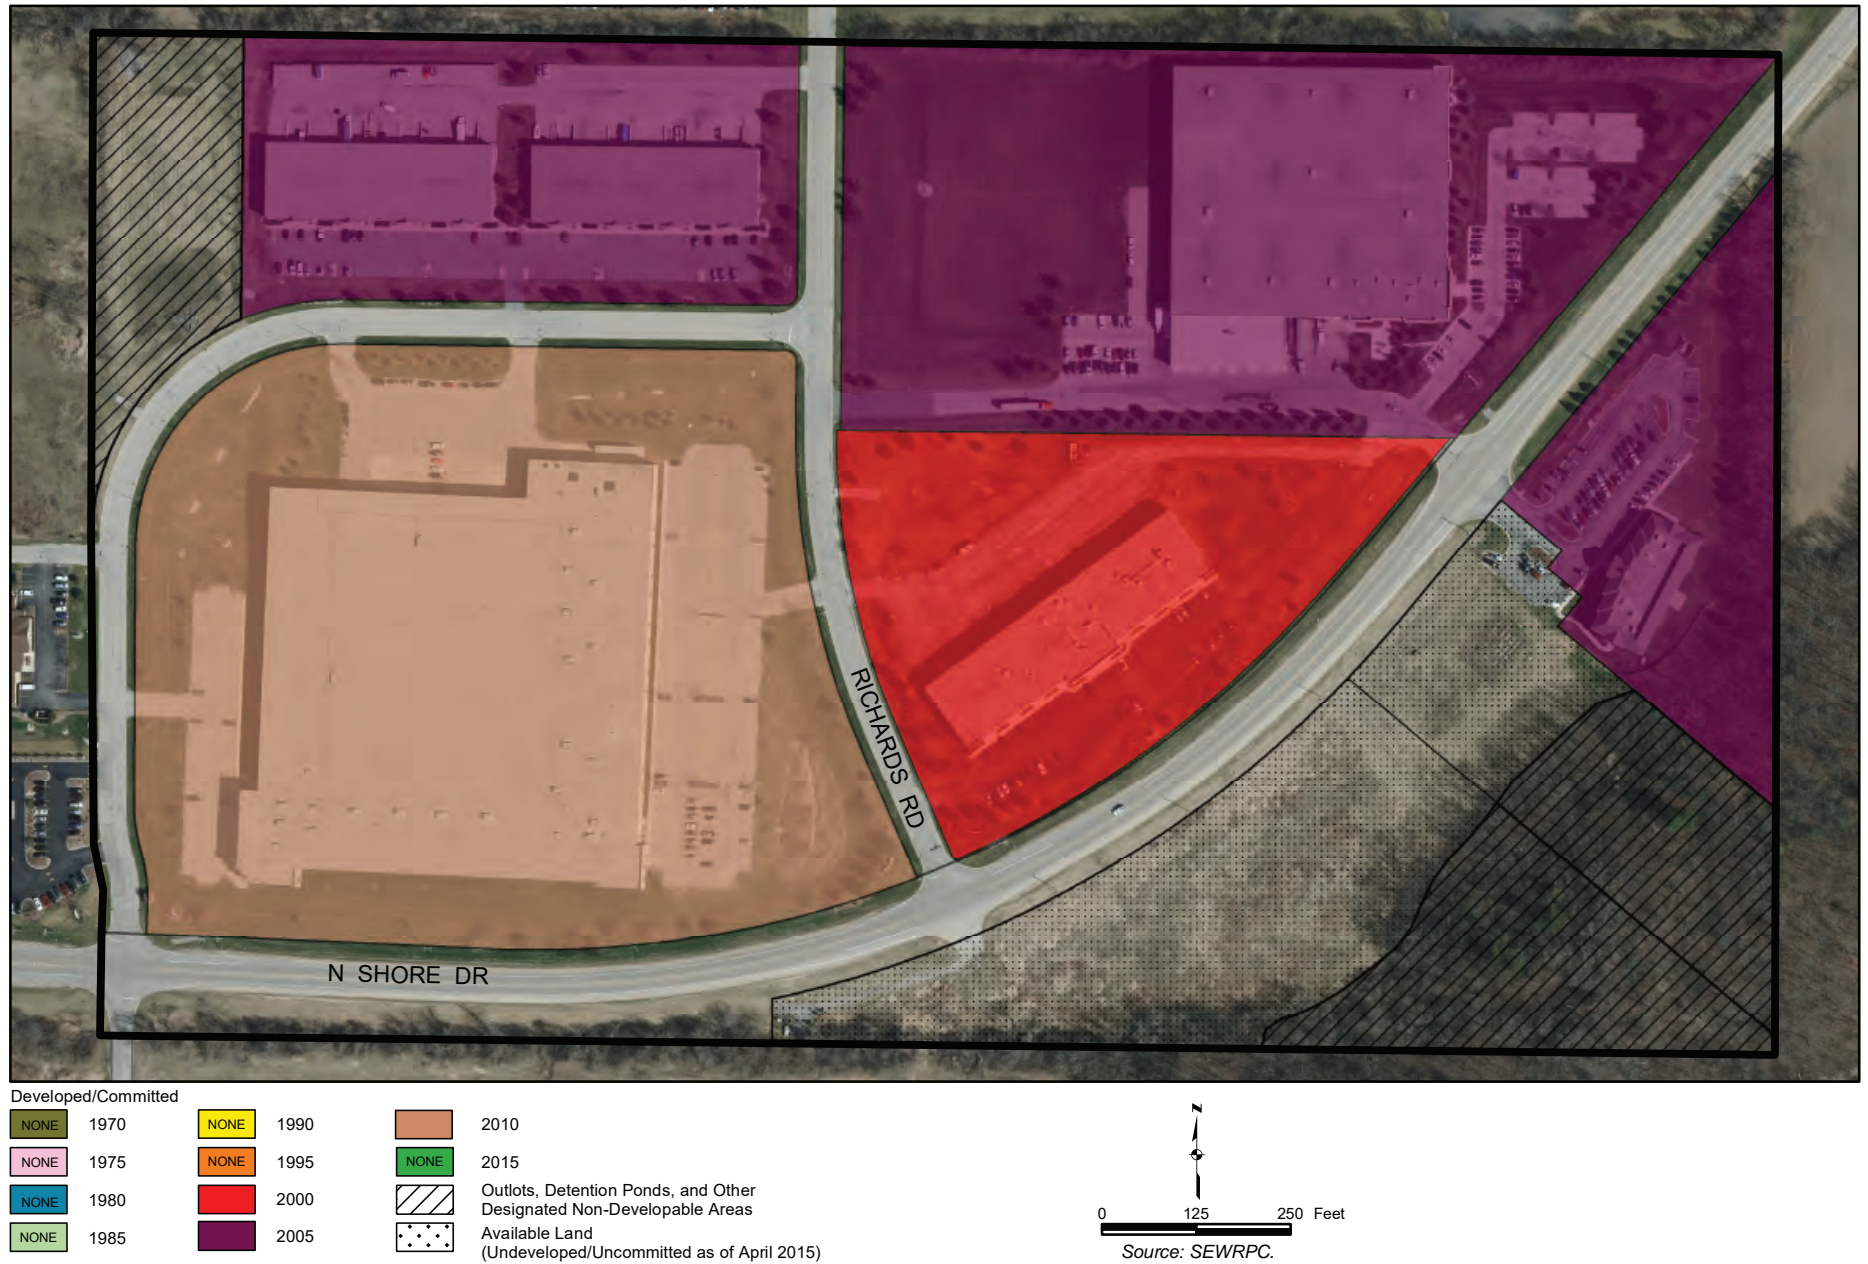 RICHARDS RD
N SHORE DR
Developed/Committed
NONE 1970
NONE 1975
NONE 1980
NONE 1985
NONE 1990
NONE 1995
2000
2005
2010
NONE 2015
Outlots, Detention Ponds, and Other
Designated Non-Developable Areas
Available Land
(Undeveloped/Uncommitted as of April 2015)
N
0 125 250 Feet
Source: SEWRPC.